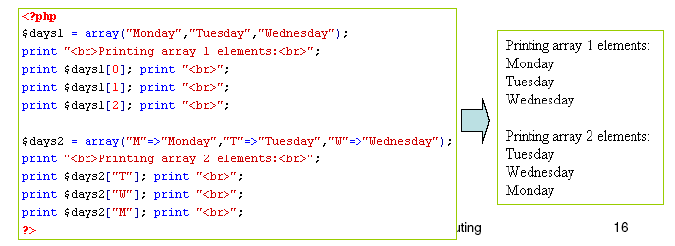 <?php
$days1 = array("Monday","Tuesday","Wednesday");
print "<br>Printing array 1 elements:<br>";
print $days1[0]; print "<br>";
print $days1[1]; print "<br>";
print $days1[2]; print "<br>";
$days2 = array("M"=>"Monday","T"=>"Tuesday","W"=>"Wednesday");
print "<br>Printing array 2 elements:<br>";
print $days2["T"]; print "<br>";
print $days2["W"]; print "<br>";
print $days2["M"]; print "<br>";
?>
Printing array 1 elements:
Monday
Tuesday
Wednesday
Printing array 2 elements:
Tuesday
Wednesday
Monday
uting
16